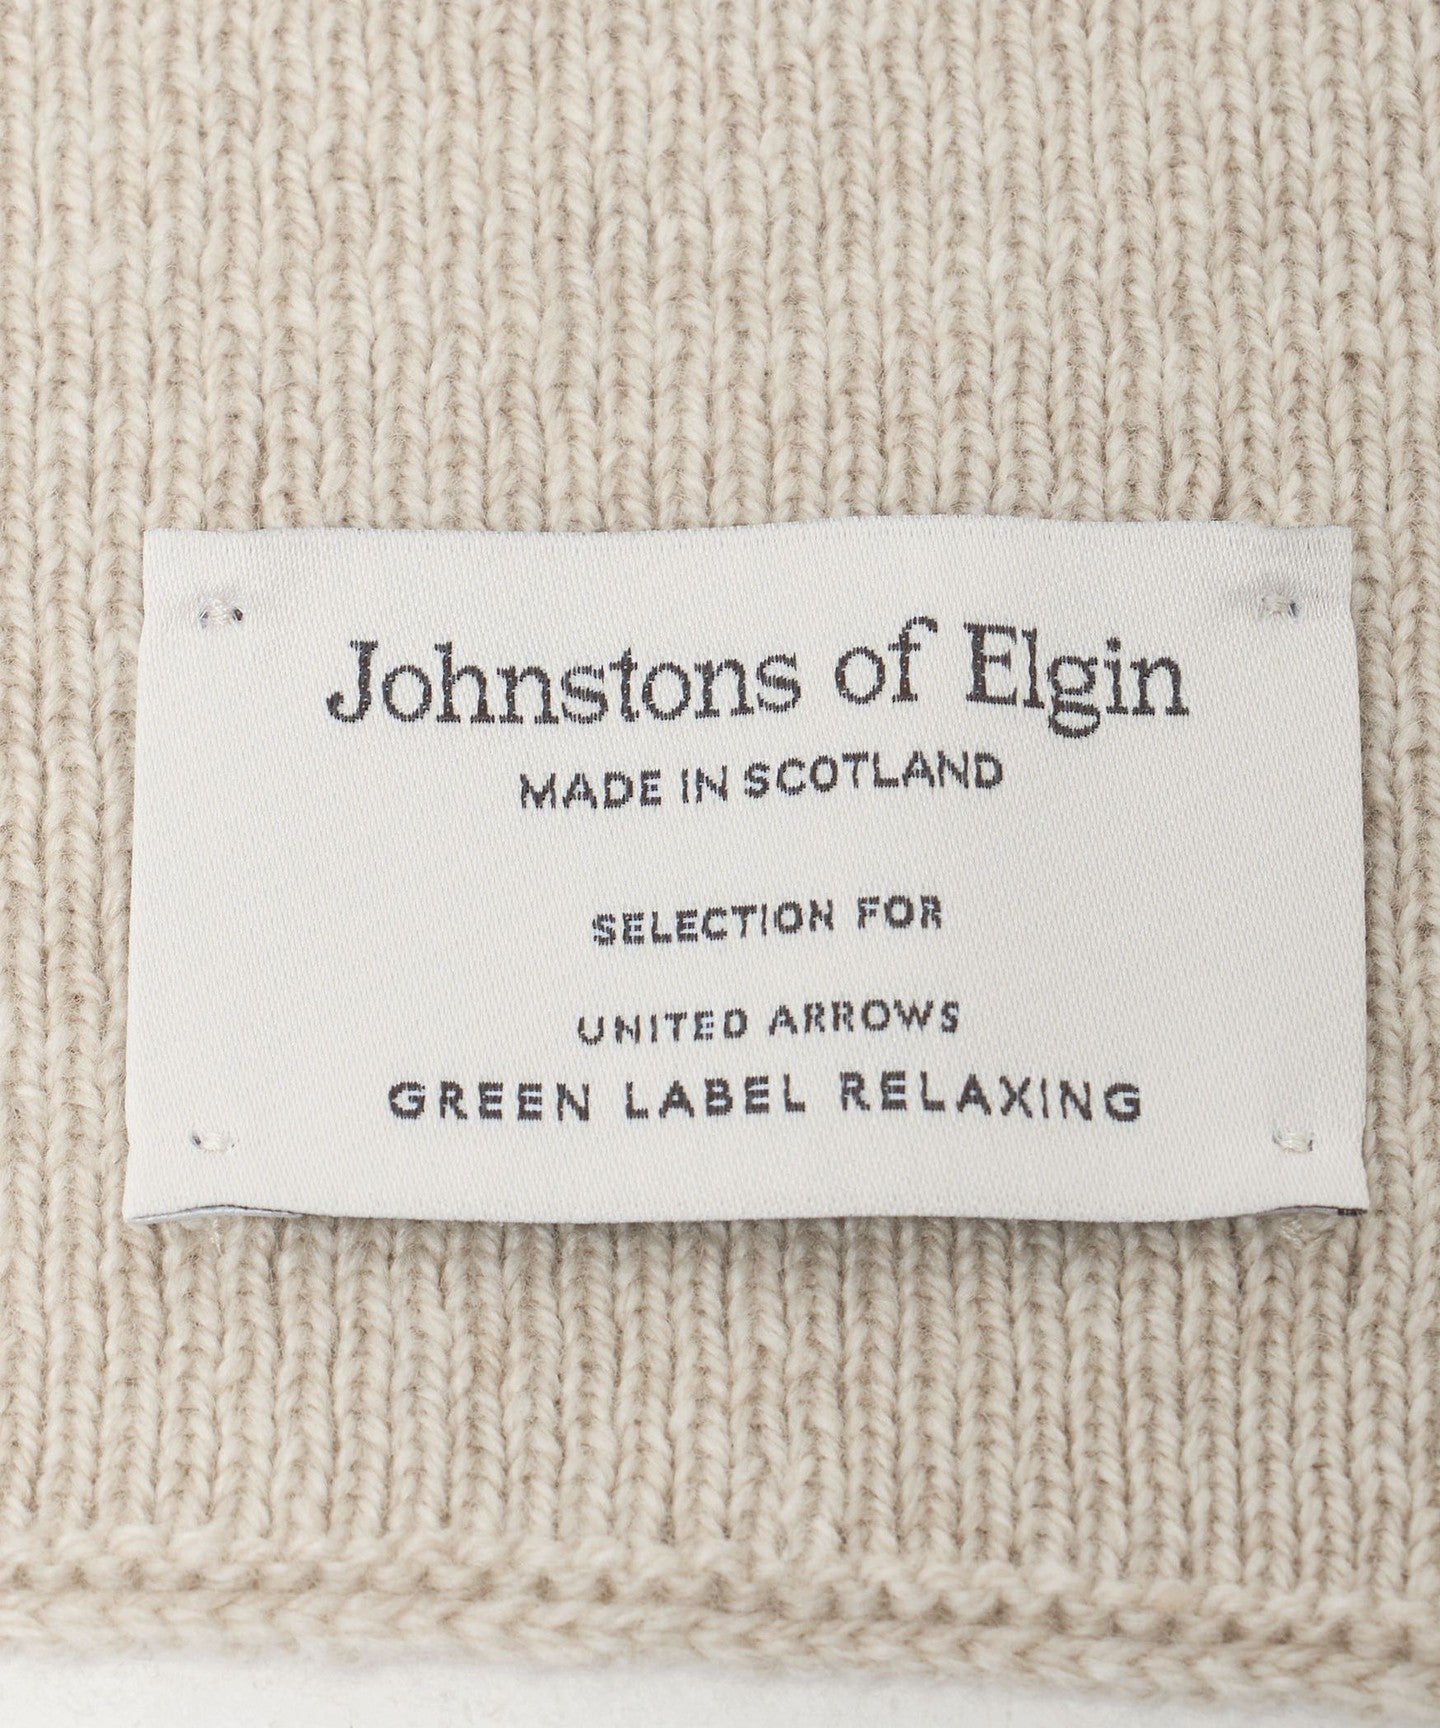 Johnstons of Elgin
MADE IN SCOTLAND
SELECTION FOR
UNITED ARROWS
GREEN LABEL RELAXING